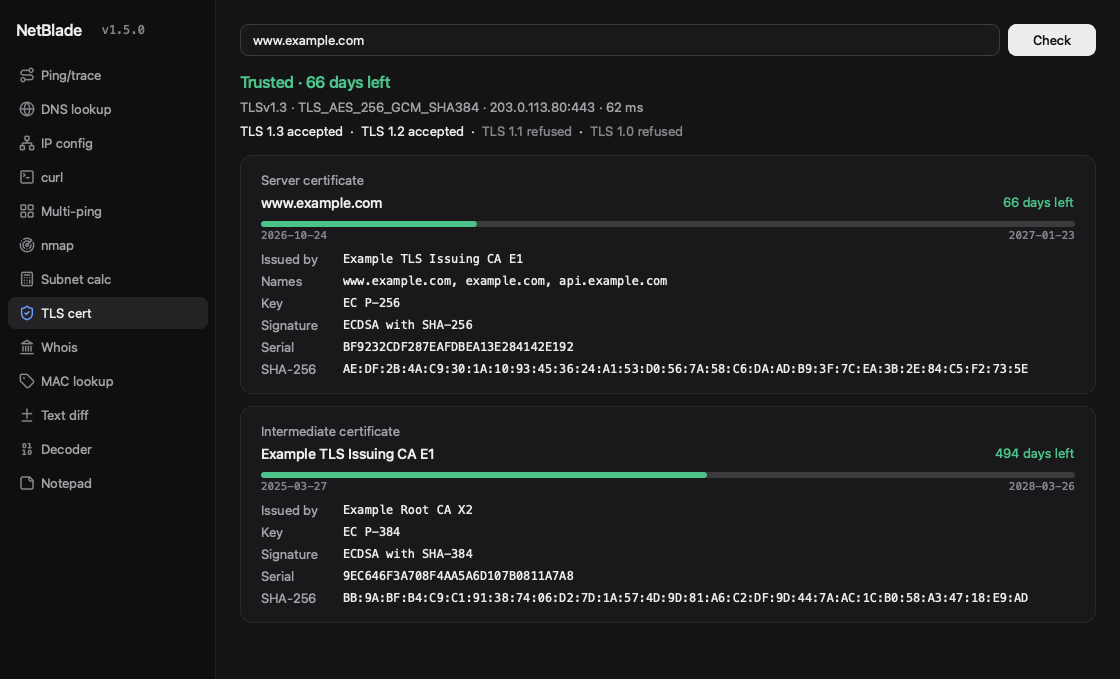 NetBlade v1.5.0
Ping/trace
DNS lookup
IP config
curl
Multi-ping
nmap
Subnet calc
TLS cert
Whois
MAC lookup
Text diff
Decoder
Notepad
www.example.com Check
Trusted · 66 days left
TLSv1.3 · TLS_AES_256_GCM_SHA384 · 203.0.113.80:443 · 62 ms
TLS 1.3 accepted · TLS 1.2 accepted · TLS 1.1 refused · TLS 1.0 refused
Server certificate
www.example.com 66 days left
2026-10-24 2027-01-23
Issued by Example TLS Issuing CA E1
Names www.example.com, example.com, api.example.com
Key EC P-256
Signature ECDSA with SHA-256
Serial BF9232CDF287EAFDBEA13E284142E192
SHA-256 AE:DF:2B:4A:C9:30:1A:10:93:45:36:24:A1:53:D0:56:7A:58:C6:DA:AD:B9:3F:7C:EA:3B:2E:84:C5:F2:73:5E
Intermediate certificate
Example TLS Issuing CA E1 494 days left
2025-03-27 2028-03-26
Issued by Example Root CA X2
Key EC P-384
Signature ECDSA with SHA-384
Serial 9EC646F3A708F4AA5A6D107B0811A7A8
SHA-256 BB:9A:BF:B4:C9:C1:91:38:74:06:D2:7D:1A:57:4D:9D:81:A6:C2:DF:9D:44:7A:AC:1C:B0:58:A3:47:18:E9:AD